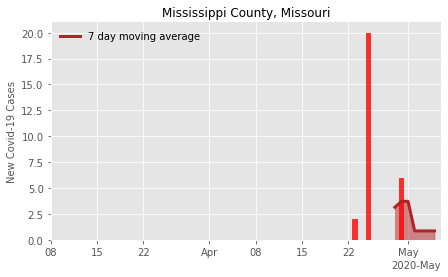 Mississippi County, Missouri
7 day moving average
New Covid-19 Cases
20.0
17.5
15.0
12.5
10.0
7.5
5.0
2.5
0.0
08 15 22 Apr 08 15 22 May
2020-May